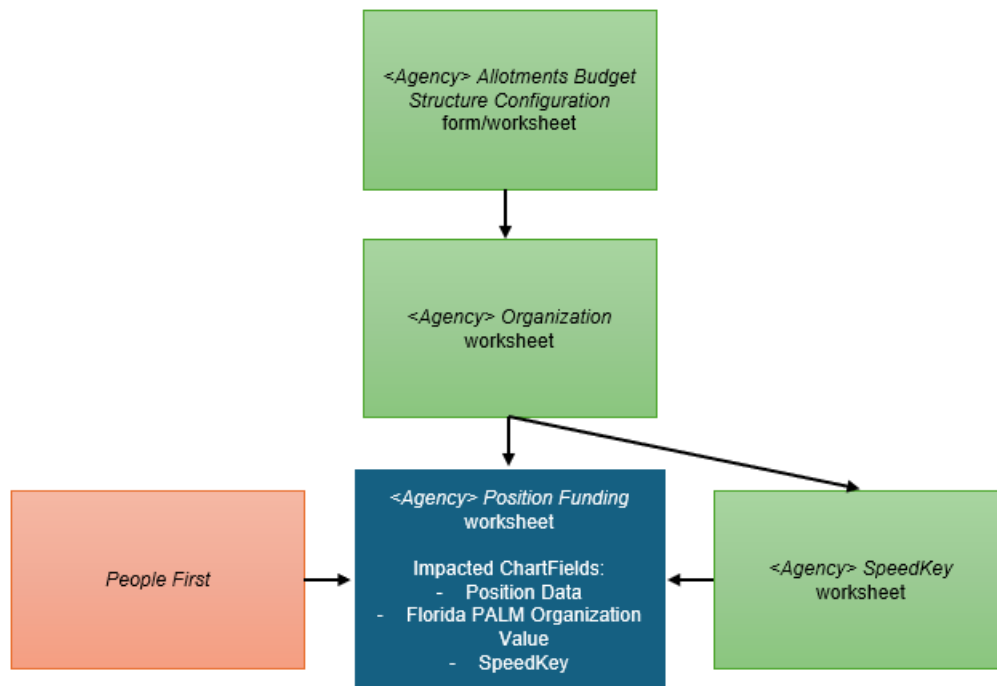 <Agency> Allotments Budget
Structure Configuration
form/worksheet
<Agency> Organization
worksheet
People First
<Agency> Position Funding
worksheet
Impacted ChartFields:
- Position Data
- Florida PALM Organization
Value
- SpeedKey
<Agency> SpeedKey
worksheet